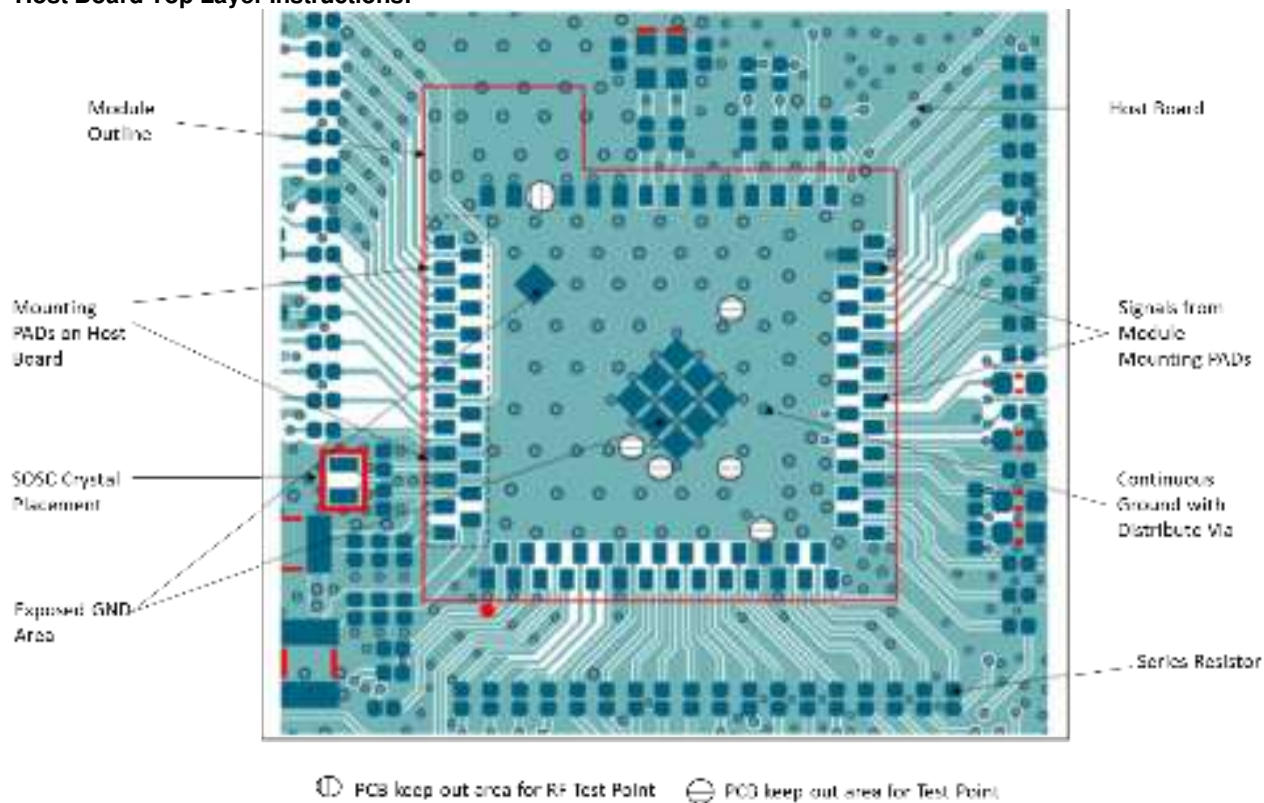 Host Board Top Layer Instructions:
Module
Outline
Host Board
Mounting
PADs on Host
Board
Signals from
Module
Mounting PADs
SOSC Crystal
Placement
Continuous
Ground with
Distribute Via
Exposed GND
Area
Series Resistor
PCB keep out area for RF Test Point
PCB keep out area for Test Point